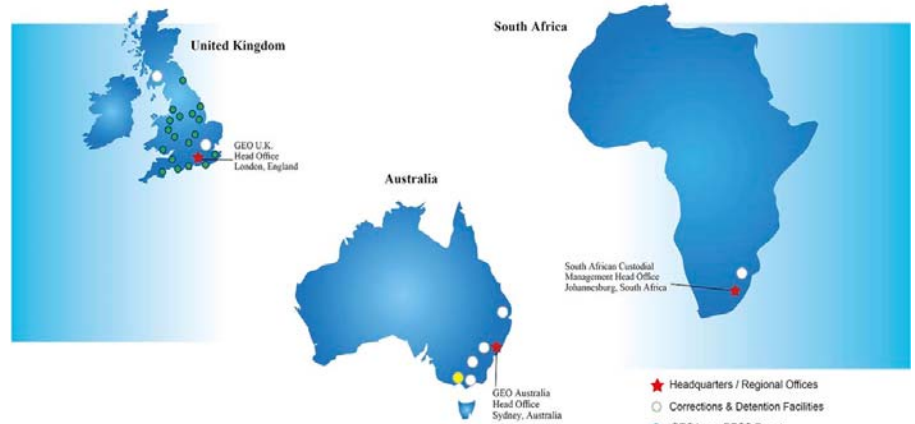 United Kingdom
GEO U.K.
Head Office
London, England
South Africa
South African Custodial
Management Head Office
Johannesburg, South Africa
Australia
GEO Australia
Head Office
Sydney, Australia
Headquarters / Regional Offices
Corrections & Detention Facilities